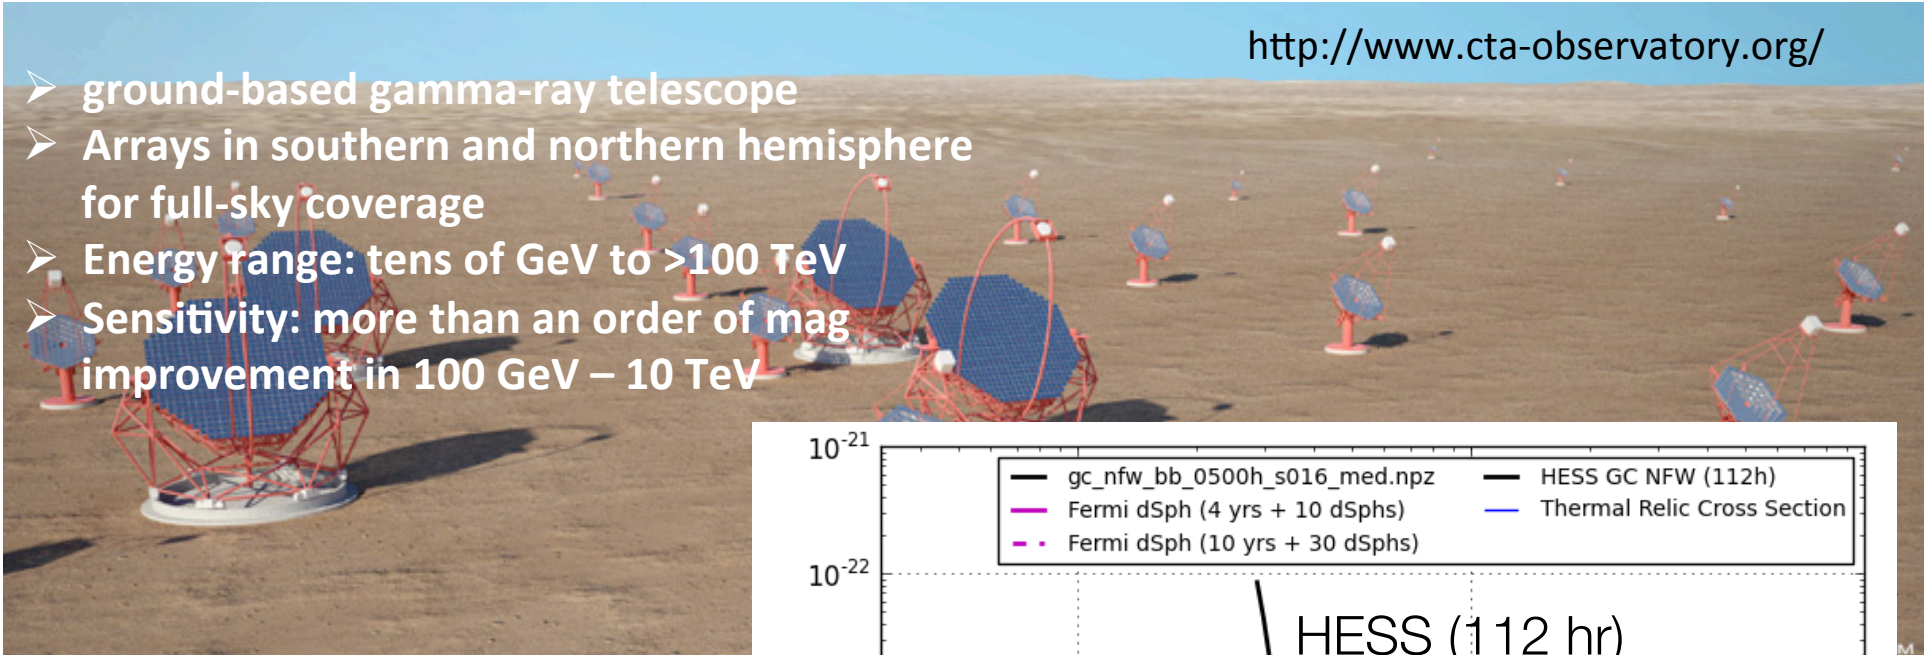 http://www.cta-observatory.org/
➢ ground-based gamma-ray telescope
➢ Arrays in southern and northern hemisphere
for full-sky coverage
➢ Energy range: tens of GeV to >100 TeV
➢ Sensitivity: more than an order of mag
improvement in 100 GeV – 10 TeV
10-21
gc_nfw_bb_0500h_s016_med.npz
HESS GC NFW (112h)
Fermi dSph (4 yrs + 10 dSphs)
Thermal Relic Cross Section
Fermi dSph (10 yrs + 30 dSphs)
10-22
HESS (112 hr)
M